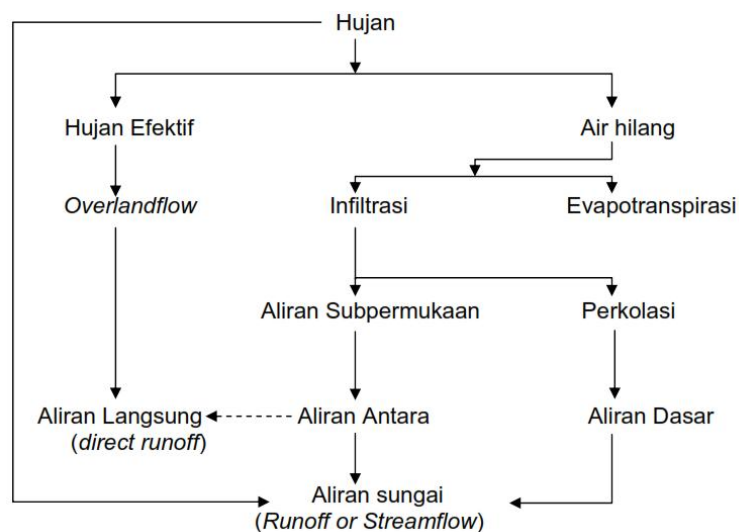 Hujan
Hujan Efektif
Air hilang
Overlandflow
Infiltrasi
Evapotranspirasi
Aliran Subpermukaan
Perkolasi
Aliran Langsung
(direct runoff)
Aliran Antara
Aliran Dasar
Aliran sungai
(Runoff or Streamflow)